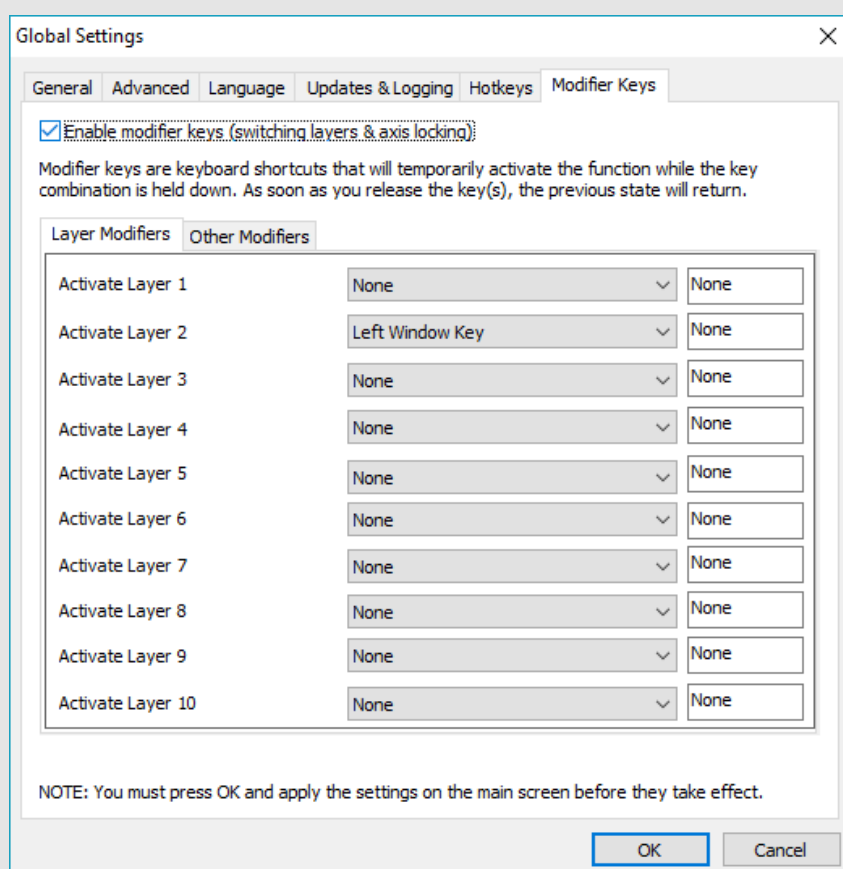 Global Settings
General Advanced Language Updates & Logging Hotkeys Modifier Keys
Enable modifier keys (switching layers & axis locking)
Modifier keys are keyboard shortcuts that will temporarily activate the function while the key
combination is held down. As soon as you release the key(s), the previous state will return.
Layer Modifiers Other Modifiers
Activate Layer 1 None None
Activate Layer 2 Left Window Key None
Activate Layer 3 None None
Activate Layer 4 None None
Activate Layer 5 None None
Activate Layer 6 None None
Activate Layer 7 None None
Activate Layer 8 None None
Activate Layer 9 None None
Activate Layer 10 None None
NOTE: You must press OK and apply the settings on the main screen before they take effect.
OK Cancel